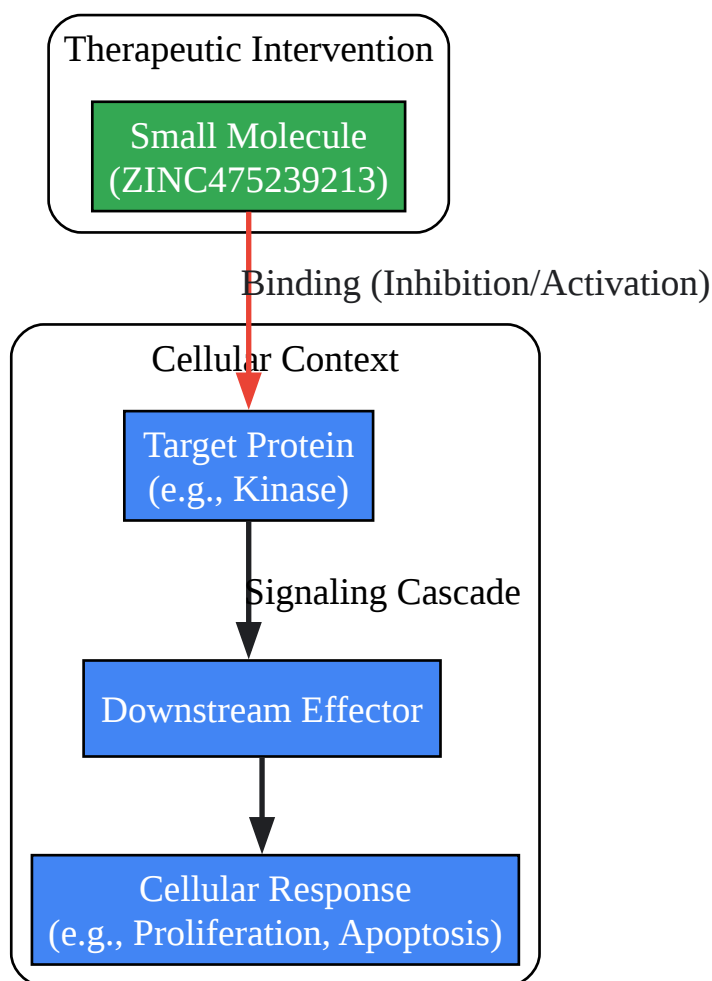 Therapeutic Intervention
Small Molecule
(ZINC475239213)
Binding (Inhibition/Activation)
Cellular Context
Target Protein
(e.g., Kinase)
Signaling Cascade
Downstream Effector
Cellular Response
(e.g., Proliferation, Apoptosis)